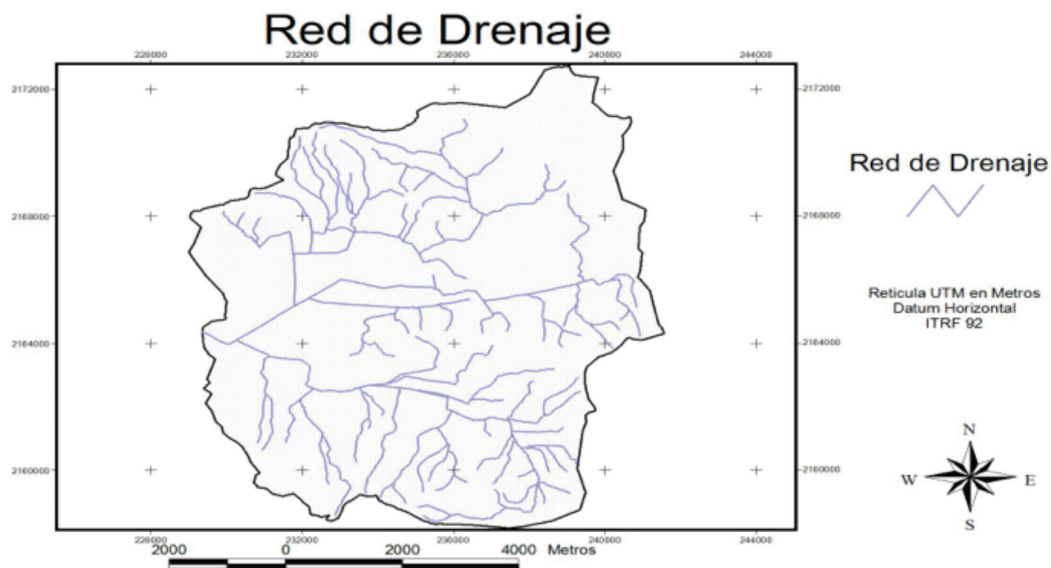 Red de Drenaje
228000 232000 236000 240000 244000
2172000 2172000
Red de Drenaje
2168000 2168000
Reticula UTM en Metros
Datum Horizontal
ITRF 92
2164000 2164000
N
W E
S
2160000 2160000
228000 232000 236000 240000 244000
2000 0 2000 4000 Metros